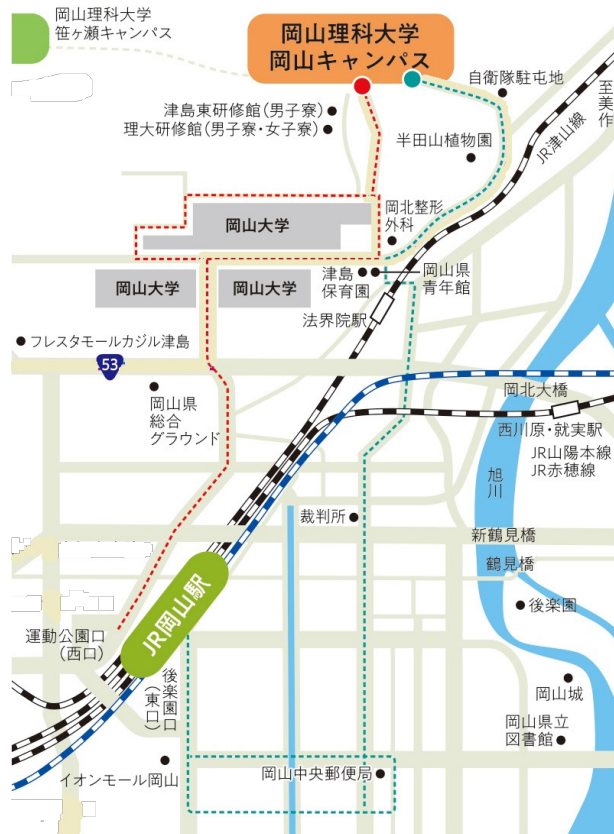 岡山理科大学
笹ヶ瀬キャンパス
岡山理科大学
岡山キャンパス
自衛隊駐屯地
至美作
JR津山線
津島東研修館(男子寮)
理大研修館(男子寮・女子寮)
半田山植物園
岡北整形
外科
岡山大学
岡山大学
岡山大学
津島
保育園
岡山県
青年館
法界院駅
フレスタモールカジル津島
53
岡山県
総合
グラウンド
岡北大橋
西川原・就実駅
JR山陽本線
JR赤穂線
旭川
裁判所
新鶴見橋
鶴見橋
JR岡山駅
後楽園
運動公園口
(西口)
後楽園口
(東口)
岡山城
岡山県立
図書館
イオンモール岡山
岡山中央郵便局